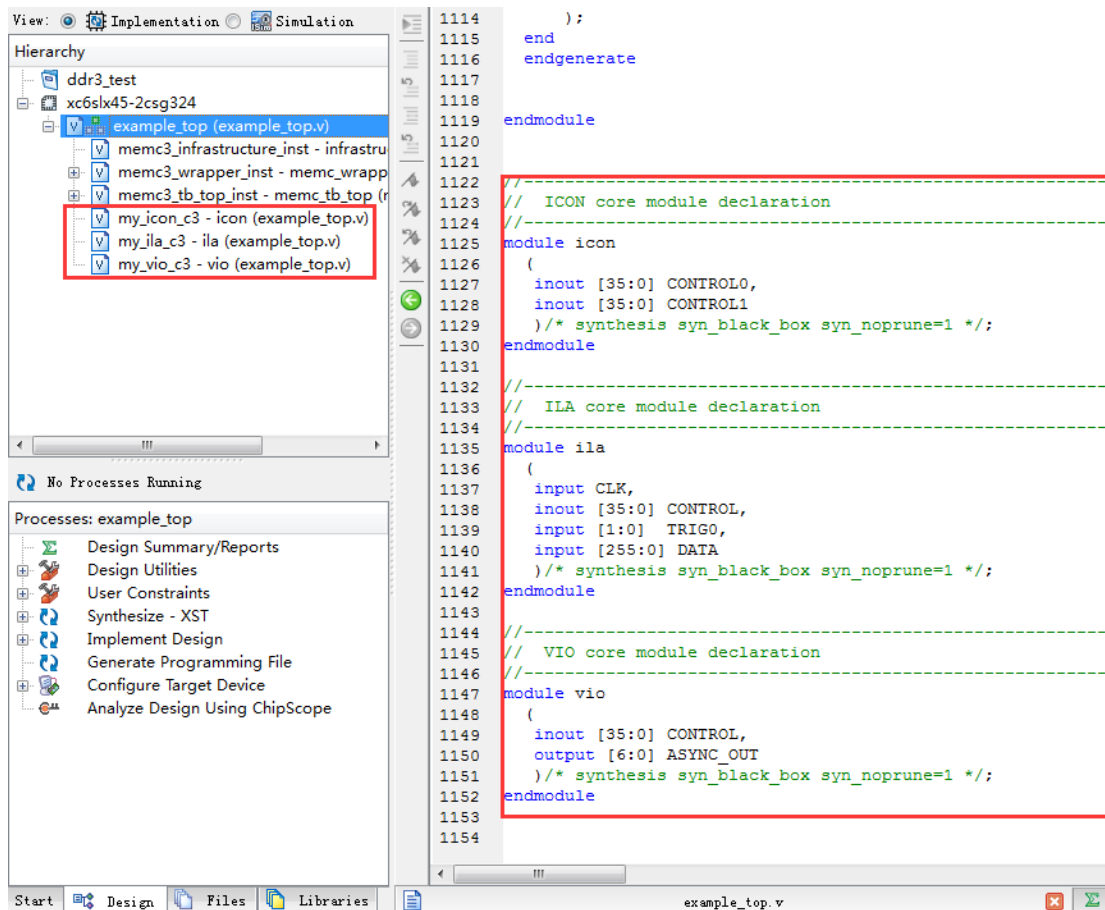 View: Implementation Simulation
Hierarchy
ddr3_test
xc6slx45-2csg324
example_top (example_top.v)
memc3_infrastructure_inst - infrastru
memc3_wrapper_inst - memc_wrapp
memc3_tb_top_inst - memc_tb_top (r
my_icon_c3 - icon (example_top.v)
my_ila_c3 - ila (example_top.v)
my_vio_c3 - vio (example_top.v)
No Processes Running
Processes: example_top
Design Summary/Reports
Design Utilities
User Constraints
Synthesize - XST
Implement Design
Generate Programming File
Configure Target Device
Analyze Design Using ChipScope
Start Design Files Libraries
1114 );
1115 end
1116 endgenerate
1117
1118
1119 endmodule
1120
1121
1122 //----------------------------------------------------------
1123 // ICON core module declaration
1124 //----------------------------------------------------------
1125 module icon
1126 (
1127 inout [35:0] CONTROL0,
1128 inout [35:0] CONTROL1
1129 )/* synthesis syn_black_box syn_noprune=1 */;
1130 endmodule
1131
1132 //----------------------------------------------------------
1133 // ILA core module declaration
1134 //----------------------------------------------------------
1135 module ila
1136 (
1137 input CLK,
1138 inout [35:0] CONTROL,
1139 input [1:0] TRIG0,
1140 input [255:0] DATA
1141 )/* synthesis syn_black_box syn_noprune=1 */;
1142 endmodule
1143
1144 //----------------------------------------------------------
1145 // VIO core module declaration
1146 //----------------------------------------------------------
1147 module vio
1148 (
1149 inout [35:0] CONTROL,
1150 output [6:0] ASYNC_OUT
1151 )/* synthesis syn_black_box syn_noprune=1 */;
1152 endmodule
1153
1154
example_top.v